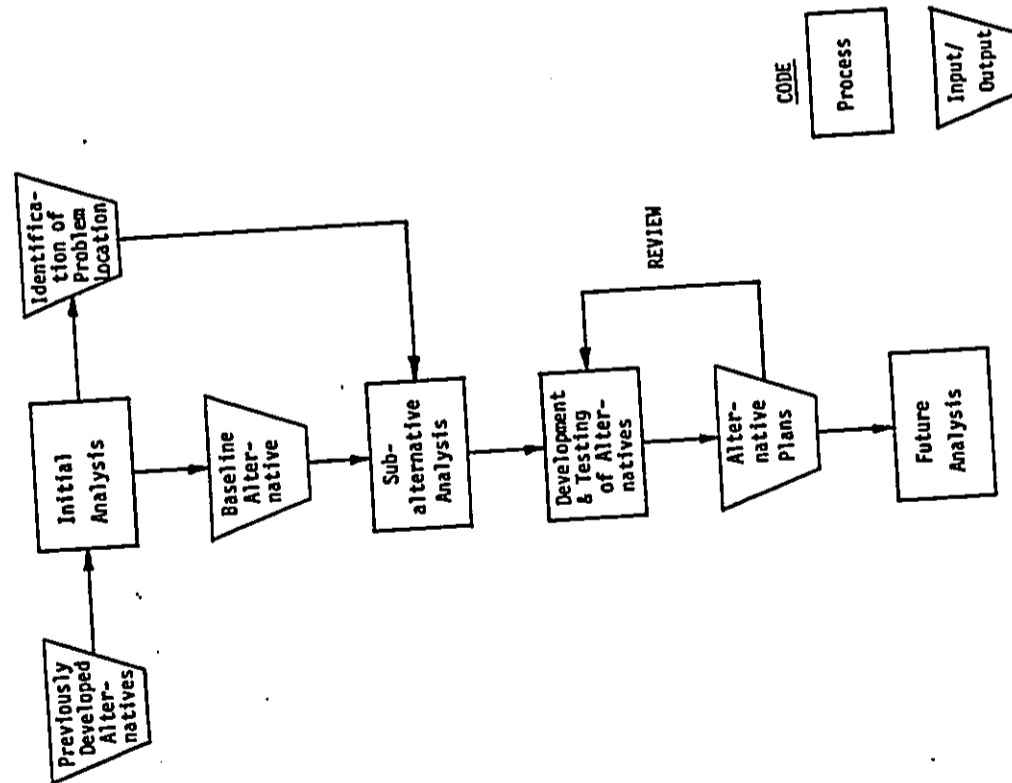 Previously
Developed
Alter-
natives
Initial
Analysis
Identifica-
tion of
Problem
Location
Baseline
Alter-
native
Sub-
alternative
Analysis
Development
& Testing
of Alter-
natives
REVIEW
Alter-
native
Plans
Future
Analysis
CODE
Process
Input/
Output